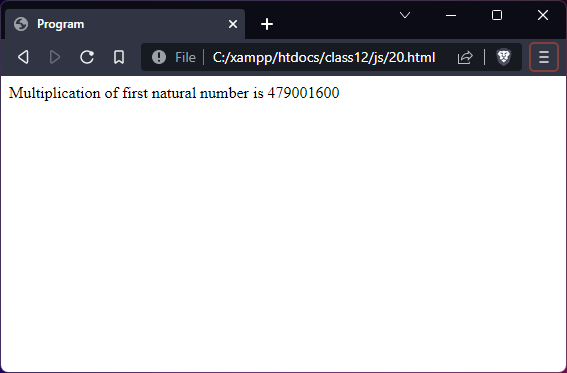 Program
File C:/xampp/htdocs/class12/js/20.html
Multiplication of first natural number is 479001600